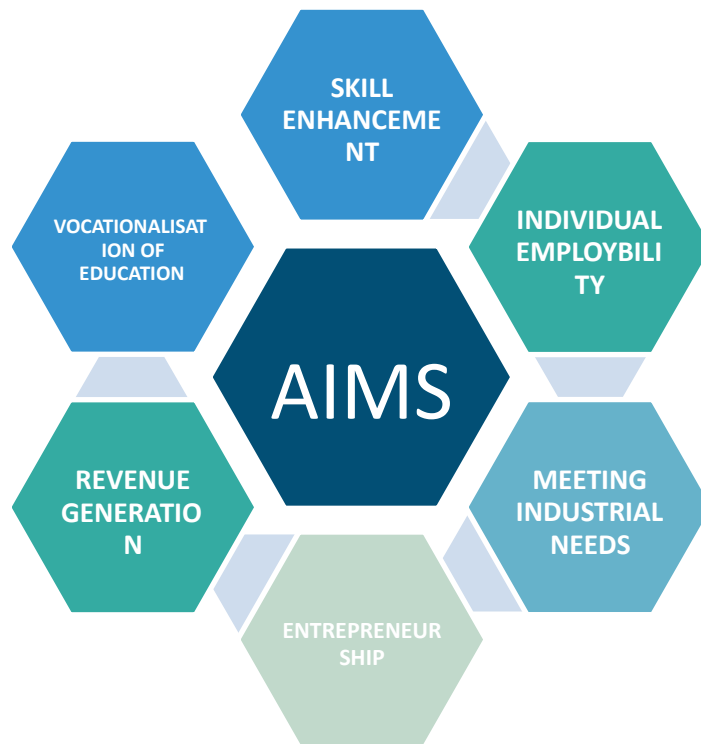 SKILL
ENHANCEME
NT
INDIVIDUAL
EMPLOYBILI
TY
MEETING
INDUSTRIAL
NEEDS
ENTREPRENEUR
SHIP
REVENUE
GENERATIO
N
VOCATIONALISAT
ION OF
EDUCATION
AIMS